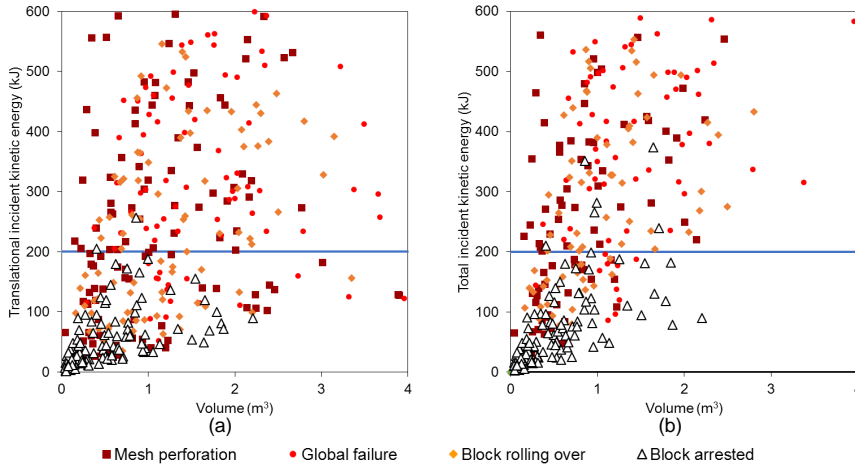 600
500
400
300
200
100
0
Translational incident kinetic energy (kJ)
0 1 2 3 4
Volume (m³)
(a)
600
500
400
300
200
100
0
Total incident kinetic energy (kJ)
0 1 2 3 4
Volume (m³)
(b)
Mesh perforation Global failure Block rolling over Block arrested